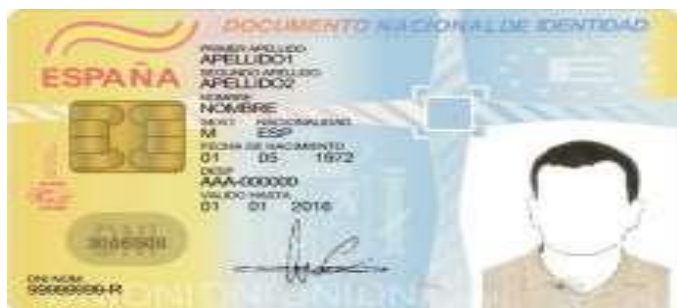 DOCUMENTO NACIONAL DE IDENTIDAD
ESPAÑA
PRIMER APELLIDO
APELLIDO1
SEGUNDO APELLIDO
APELLIDO2
NOMBRE
NOMBRE
SEXO NACIONALIDAD
M ESP
FECHA DE NACIMIENTO
01 05 1972
IDESP
AAA-000000
VALIDO HASTA
01 01 2016
DNI NUM.
99999999-R